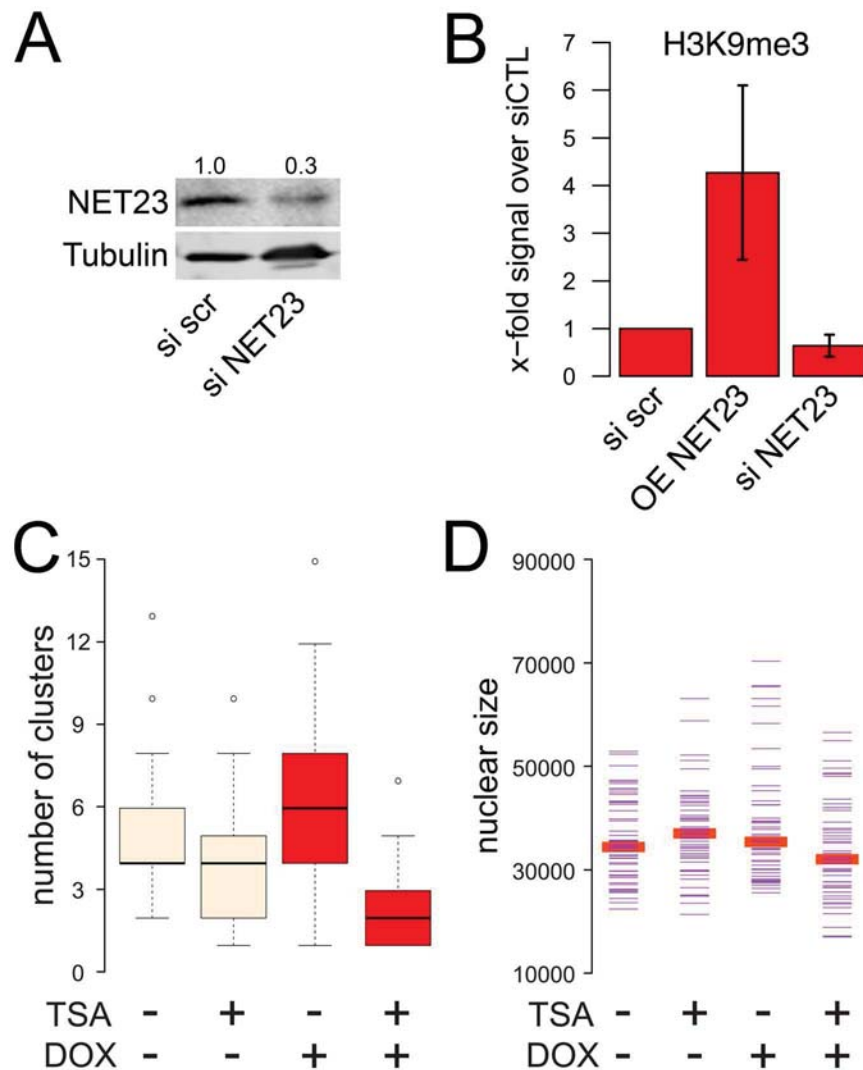 A
1.0 0.3
NET23
Tubulin
si scr
si NET23
B
H3K9me3
x-fold signal over siCTL
7
6
5
4
3
2
1
0
si scr
OE NET23
si NET23
C
number of clusters
15
12
9
6
3
0
TSA - + - +
DOX - - + +
D
nuclear size
90000
70000
50000
30000
10000
TSA - + - +
DOX - - + +